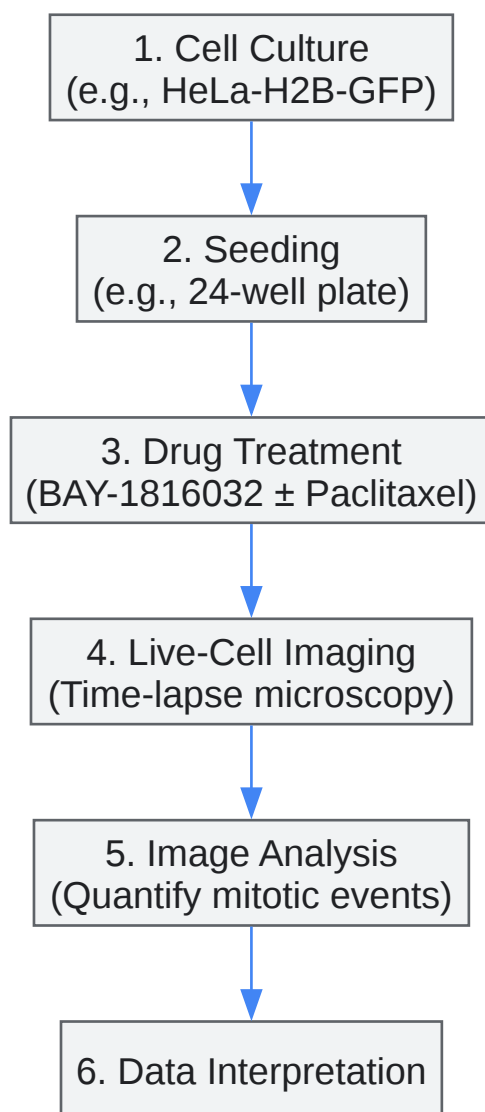 1. Cell Culture
(e.g., HeLa-H2B-GFP)
2. Seeding
(e.g., 24-well plate)
3. Drug Treatment
(BAY-1816032 ± Paclitaxel)
4. Live-Cell Imaging
(Time-lapse microscopy)
5. Image Analysis
(Quantify mitotic events)
6. Data Interpretation